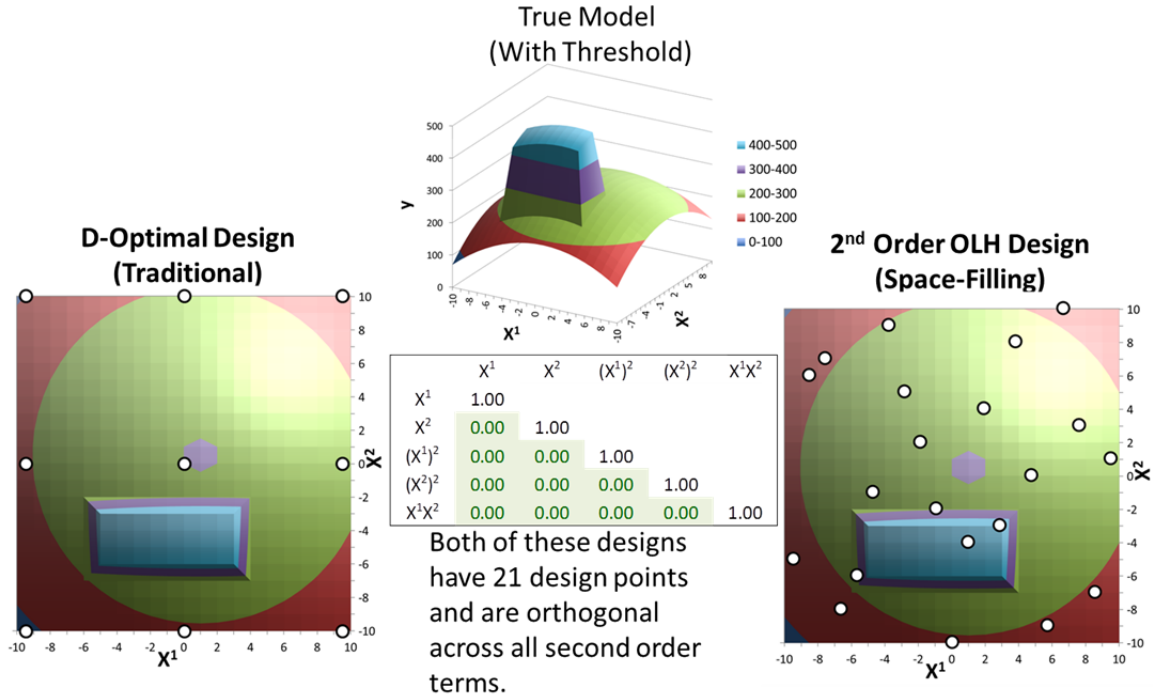 True Model
(With Threshold)
500
400
300
200
100
0
y
-10
-8
-6
-4
-2
0
2
4
6
8
10
X1
-10
-7
-4
-1
2
5
8
X2
400-500
300-400
200-300
100-200
0-100
D-Optimal Design
(Traditional)
10
8
6
4
2
0
-2
-4
-6
-8
-10
X2
-10 -8 -6 -4 -2 0 2 4 6 8 10
X1
X1 X2 (X1)2 (X2)2 X1X2
X1 1.00
X2 0.00 1.00
(X1)2 0.00 0.00 1.00
(X2)2 0.00 0.00 0.00 1.00
X1X2 0.00 0.00 0.00 0.00 1.00
Both of these designs
have 21 design points
and are orthogonal
across all second order
terms.
2nd Order OLH Design
(Space-Filling)
10
8
6
4
2
0
-2
-4
-6
-8
-10
X2
-10 -8 -6 -4 -2 0 2 4 6 8 10
X1